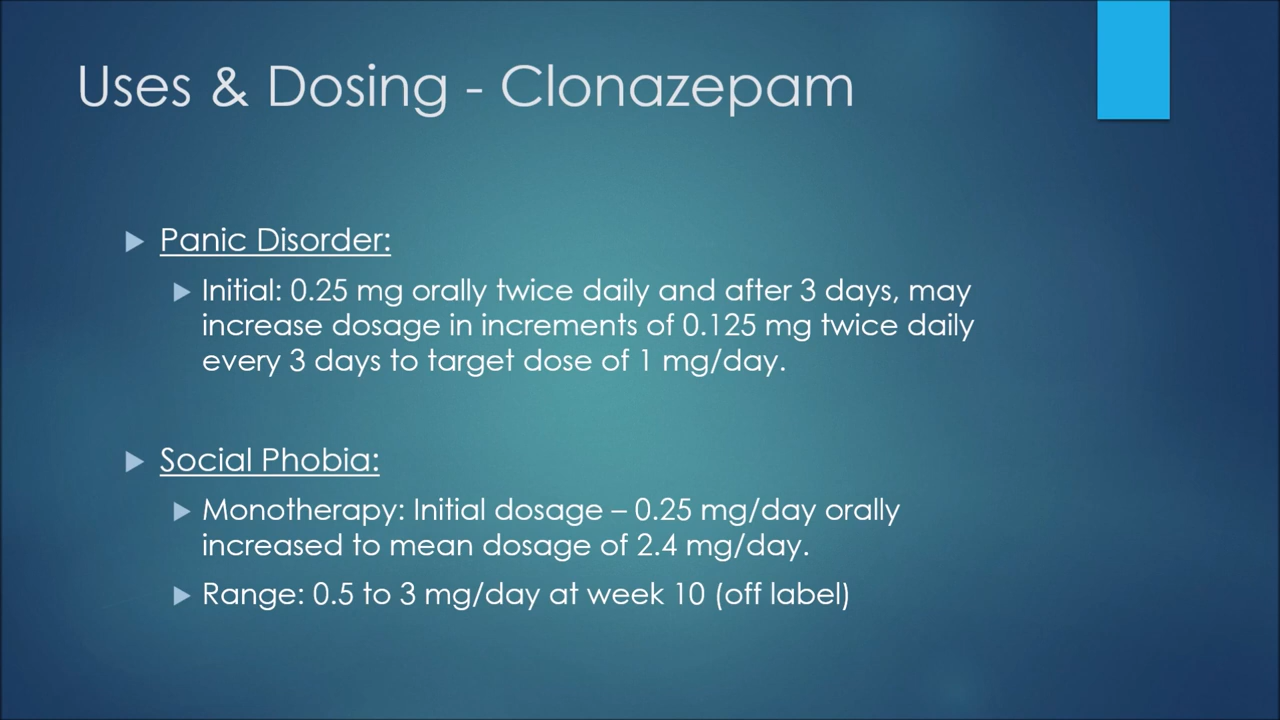 Uses & Dosing - Clonazepam
Panic Disorder:
Initial: 0.25 mg orally twice daily and after 3 days, may
increase dosage in increments of 0.125 mg twice daily
every 3 days to target dose of 1 mg/day.
Social Phobia:
Monotherapy: Initial dosage – 0.25 mg/day orally
increased to mean dosage of 2.4 mg/day.
Range: 0.5 to 3 mg/day at week 10 (off label)